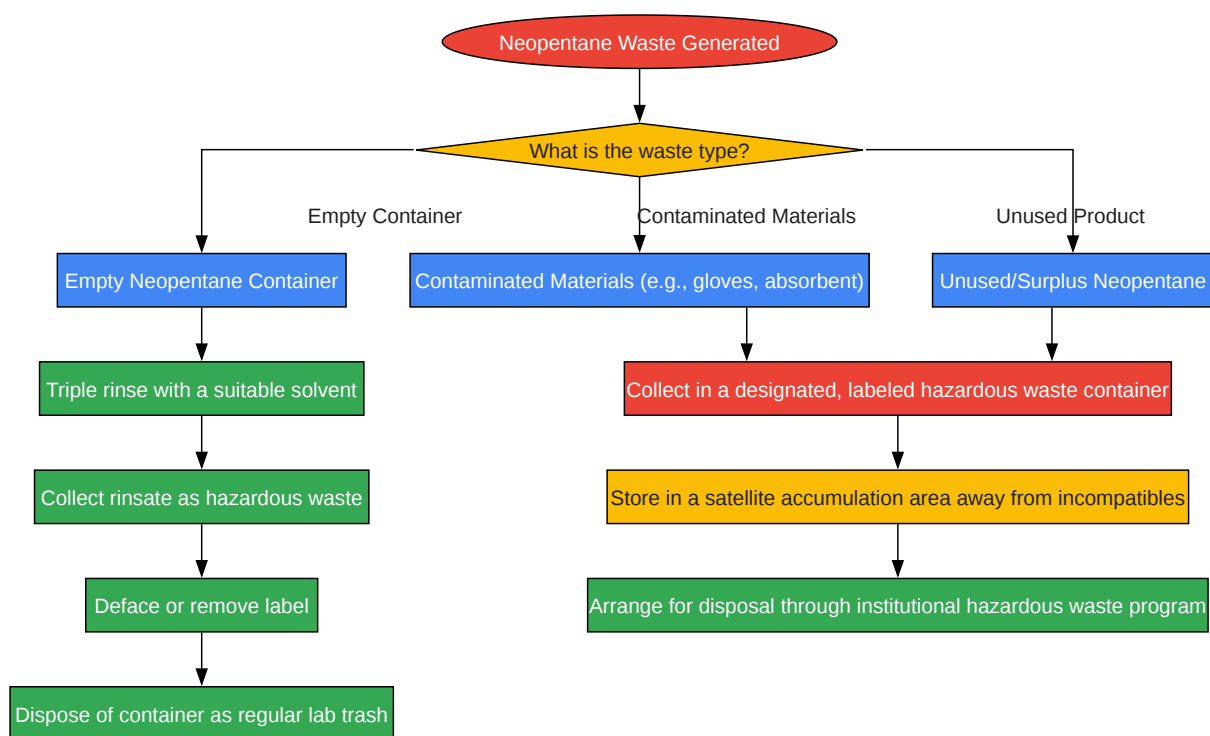 Neopentane Waste Generated
What is the waste type?
Empty Container
Contaminated Materials
Unused Product
Empty Neopentane Container
Contaminated Materials (e.g., gloves, absorbent)
Unused/Surplus Neopentane
Triple rinse with a suitable solvent
Collect in a designated, labeled hazardous waste container
Collect rinsate as hazardous waste
Store in a satellite accumulation area away from incompatibles
Deface or remove label
Arrange for disposal through institutional hazardous waste program
Dispose of container as regular lab trash